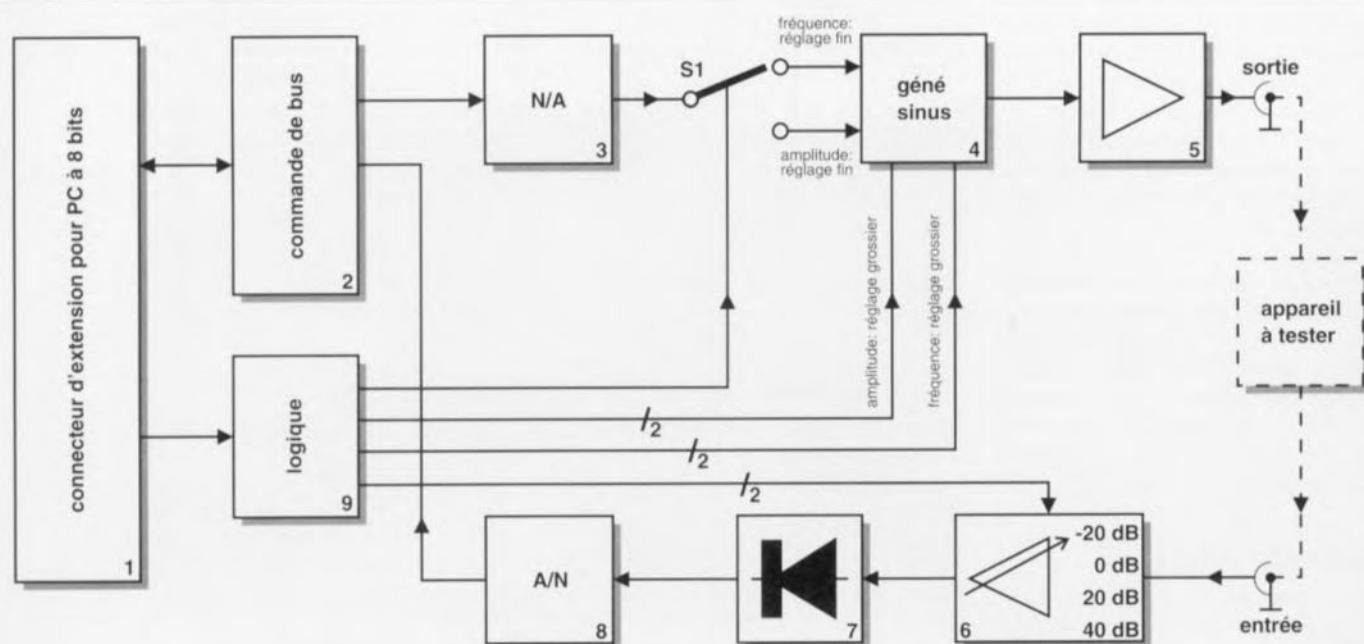 connecteur d'extension pour PC à 8 bits
1
commande de bus
2
N/A
3
S1
fréquence:
réglage fin
amplitude:
réglage fin
géné
sinus
4
5
sortie
appareil
à tester
amplitude: réglage grossier
fréquence: réglage grossier
logique
9
2
2
2
A/N
8
7
-20 dB
0 dB
20 dB
40 dB
6
entrée